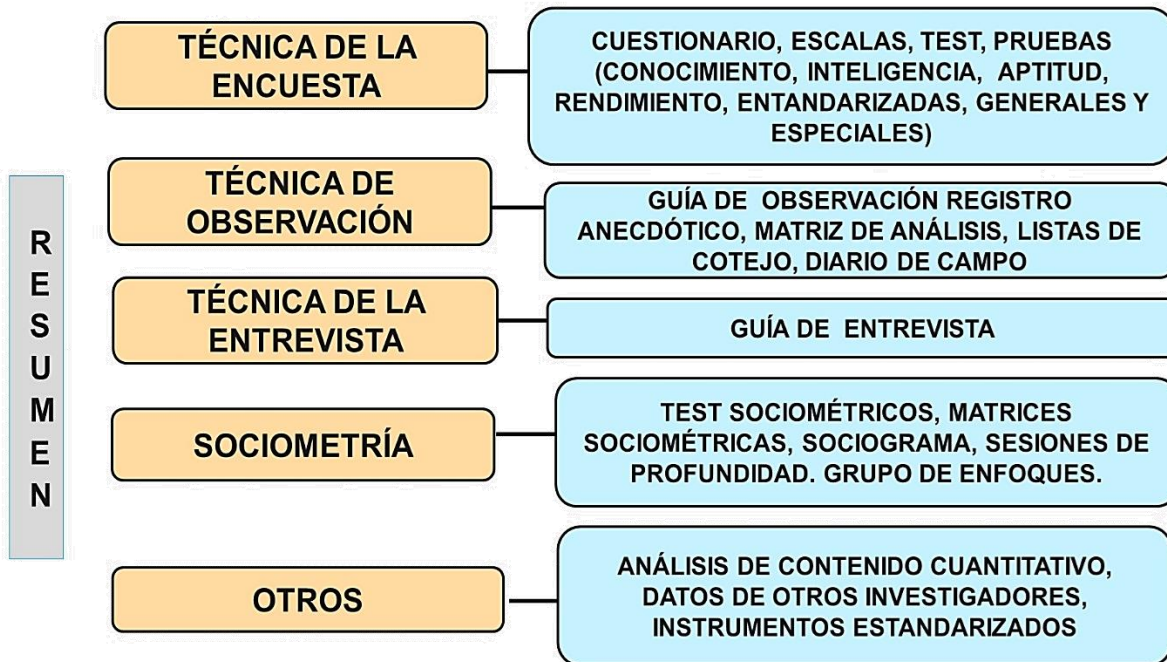 TÉCNICA DE LA
ENCUESTA
CUESTIONARIO, ESCALAS, TEST, PRUEBAS
(CONOCIMIENTO, INTELIGENCIA, APTITUD,
RENDIMIENTO, ENTANDARIZADAS, GENERALES Y
ESPECIALES)
RESUMEN
TÉCNICA DE
OBSERVACIÓN
GUÍA DE OBSERVACIÓN REGISTRO
ANECDÓTICO, MATRIZ DE ANÁLISIS, LISTAS DE
COTEJO, DIARIO DE CAMPO
TÉCNICA DE LA
ENTREVISTA
GUÍA DE ENTREVISTA
SOCIOMETRÍA
TEST SOCIOMÉTRICOS, MATRICES
SOCIOMÉTRICAS, SOCIOGRAMA, SESIONES DE
PROFUNDIDAD. GRUPO DE ENFOQUES.
OTROS
ANÁLISIS DE CONTENIDO CUANTITATIVO,
DATOS DE OTROS INVESTIGADORES,
INSTRUMENTOS ESTANDARIZADOS